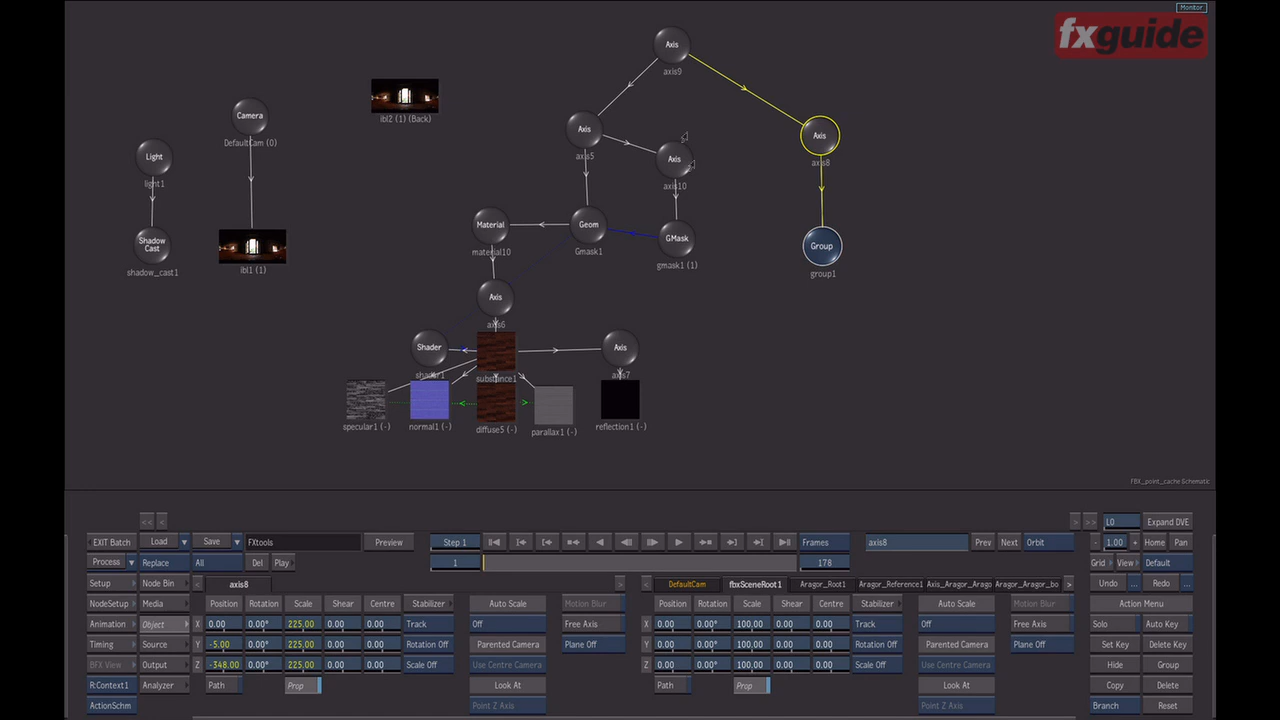 Monitor
fxguide
Axis
axis9
ibl2 (1) (Back)
Camera
DefaultCam (0)
Light
light1
Shadow
Cast
shadow_cast1
ibl1 (1)
Axis
axis5
Axis
axis10
Axis
axis8
Material
material10
Geom
Gmask1
GMask
gmask1 (1)
Group
group1
Axis
axis6
Shader
shader1
substance1
Axis
axis7
specular1 (-)
normal1 (-)
diffuse5 (-)
parallax1 (-)
reflection1 (-)
FBX_point_cache Schematic
<< < > >> L0 Expand DVE
EXIT Batch Load Save FXtools Preview Step 1 Frames axis8 Prev Next Orbit - 1.00 + Home Pan
Process Replace All Del Play 1 178 Grid View Default
Setup Node Bin < axis8 > < DefaultCam fbxSceneRoot1 Aragor_Root1 Aragor_Reference1 Axis_Aragor_Arago Aragor_Aragor_bo > Undo ... Redo ...
NodeSetup Media Position Rotation Scale Shear Centre Stabilizer Auto Scale Motion Blur Position Rotation Scale Shear Centre Stabilizer Auto Scale Motion Blur Action Menu
Animation Object X 0.00 0.00° 225.00 0.00 0.00 Track Off Free Axis X 0.00 0.00° 100.00 0.00 0.00 Track Off Free Axis Solo Auto Key
Timing Source Y -5.00 0.00° 225.00 0.00 0.00 Rotation Off Parented Camera Plane Off Y 0.00 0.00° 100.00 0.00 0.00 Rotation Off Parented Camera Plane Off Set Key Delete Key
BFX View Output Z -348.00 0.00° 225.00 0.00 0.00 Scale Off Use Centre Camera Z 0.00 0.00° 100.00 0.00 0.00 Scale Off Use Centre Camera Hide Group
R:Context1 Analyzer Path Prop Look At Path Prop Look At Copy Delete
ActionSchm Point Z Axis Point Z Axis Branch Reset